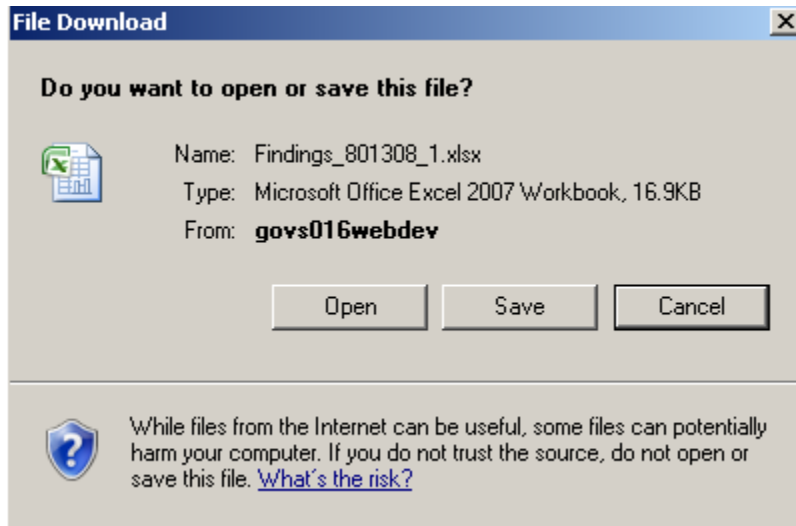 File Download
Do you want to open or save this file?
Name: Findings_801308_1.xlsx
Type: Microsoft Office Excel 2007 Workbook, 16.9KB
From: govs016webdev
Open Save Cancel
While files from the Internet can be useful, some files can potentially
harm your computer. If you do not trust the source, do not open or
save this file. What's the risk?